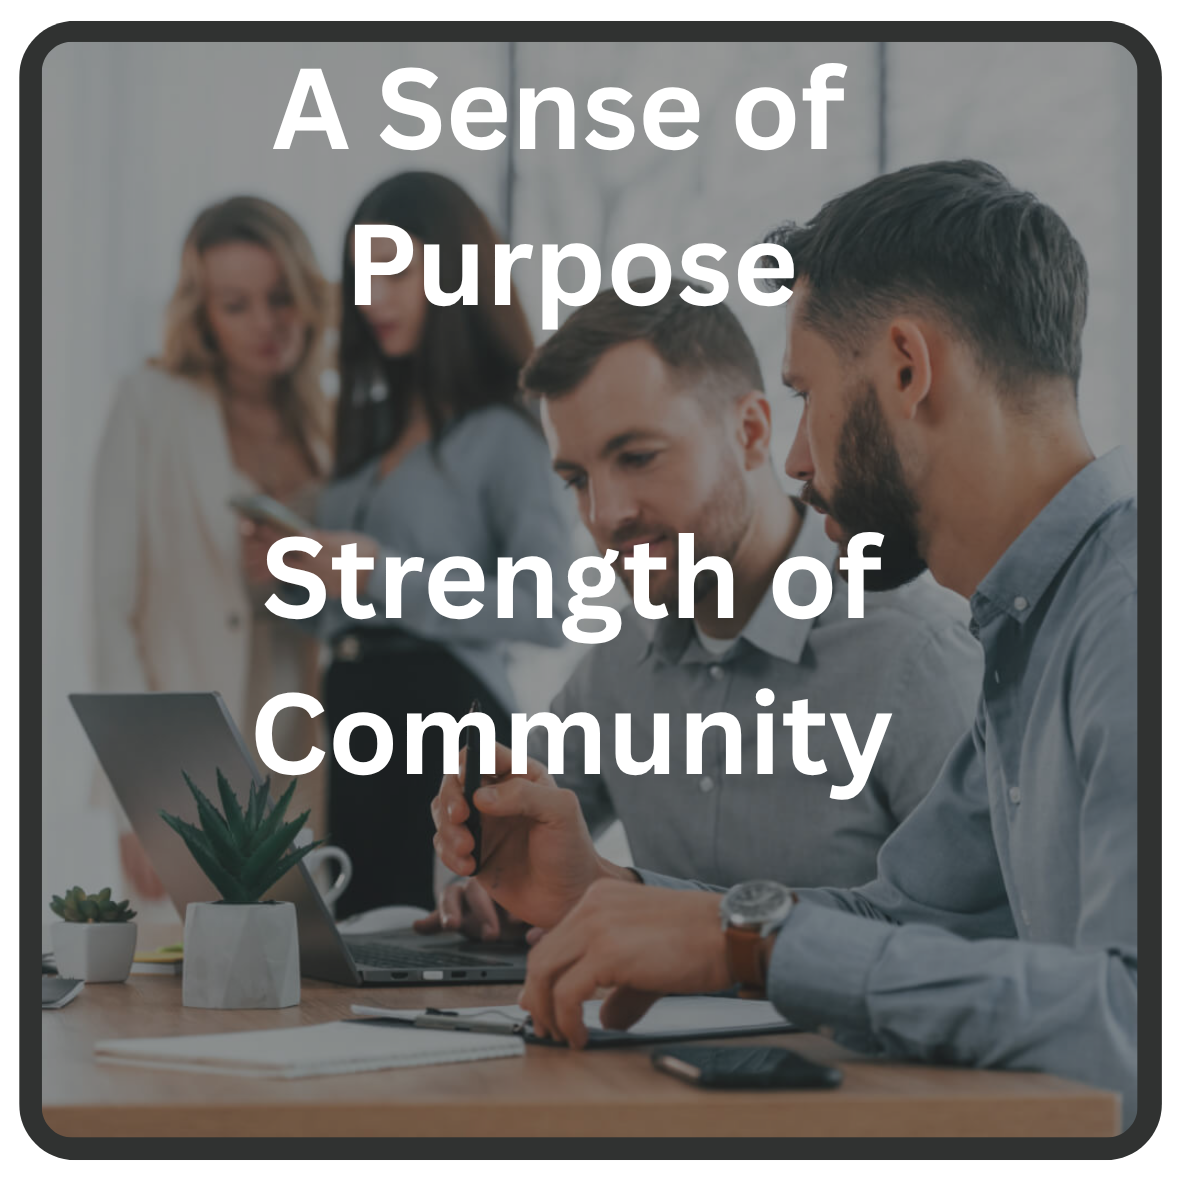 A Sense of
Purpose
Strength of
Community